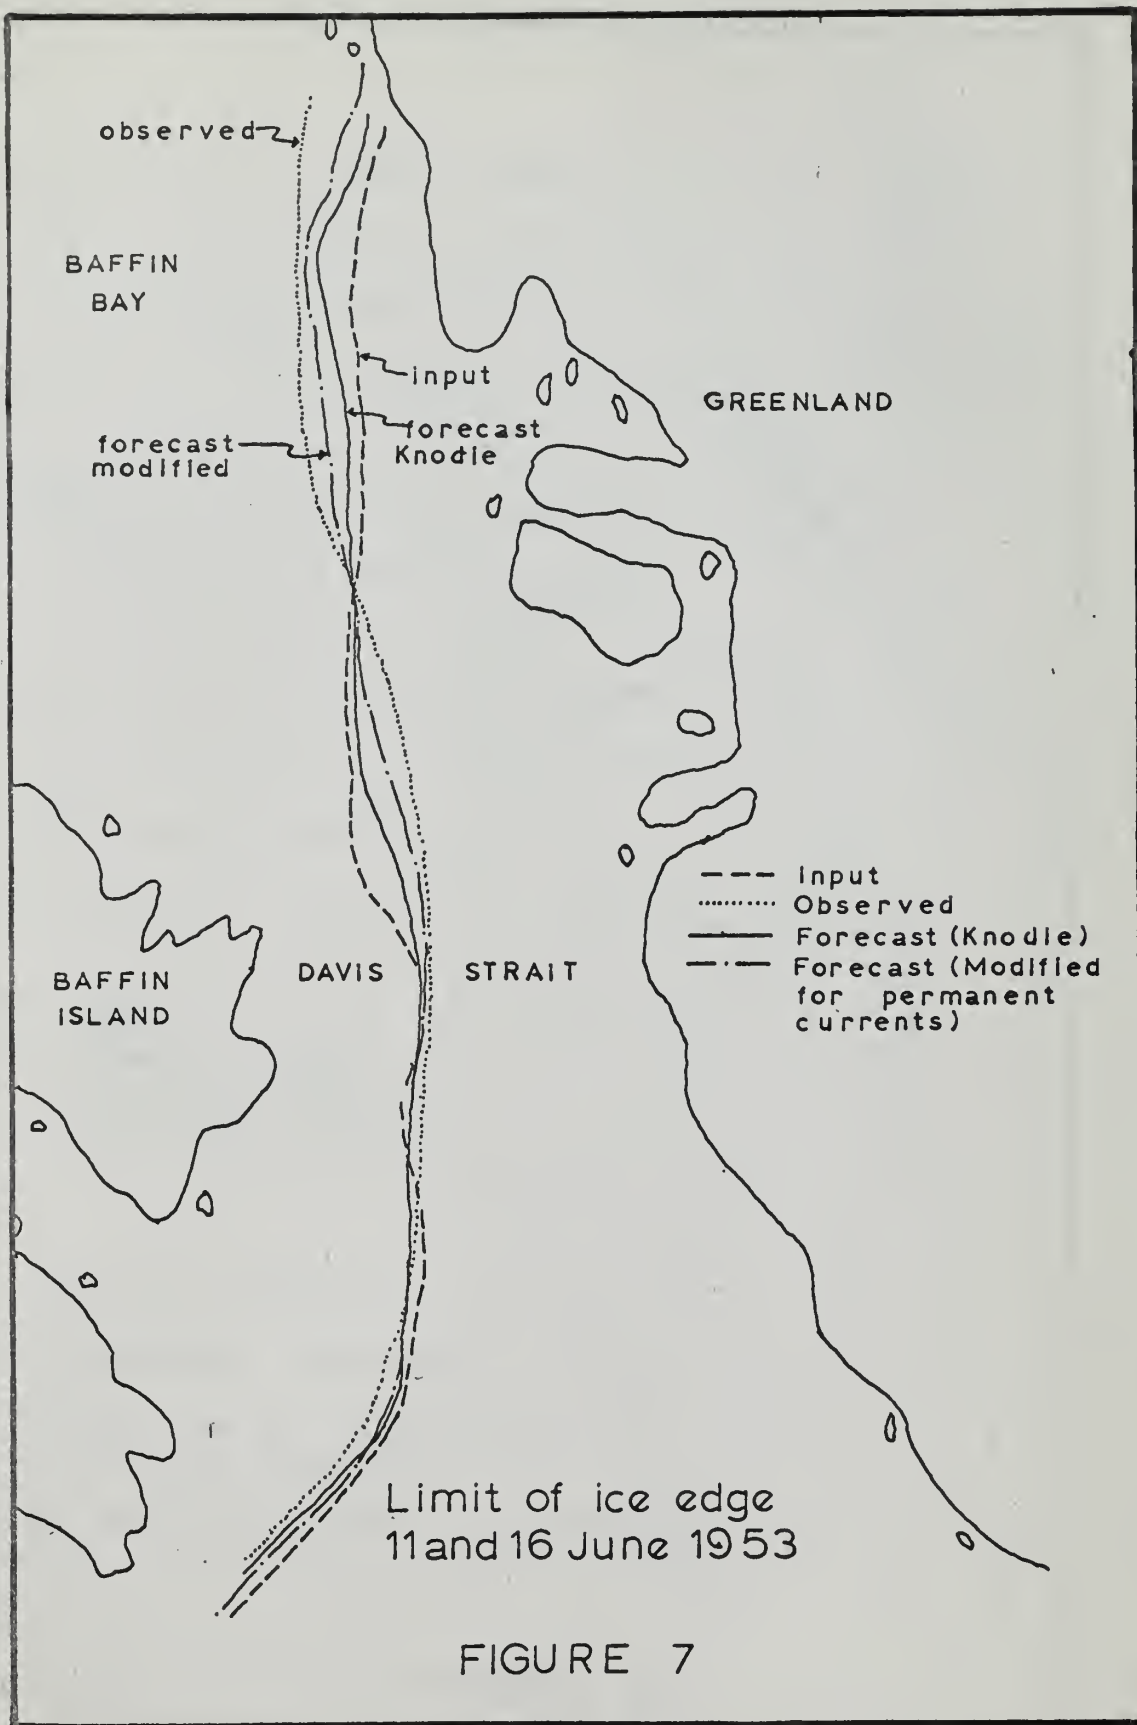 observed
BAFFIN
BAY
input
GREENLAND
forecast
Knodle
forecast
modified
Input
Observed
Forecast (Knodle)
Forecast (Modified
for permanent
currents)
BAFFIN
ISLAND
DAVIS STRAIT
Limit of ice edge
11 and 16 June 1953
FIGURE 7